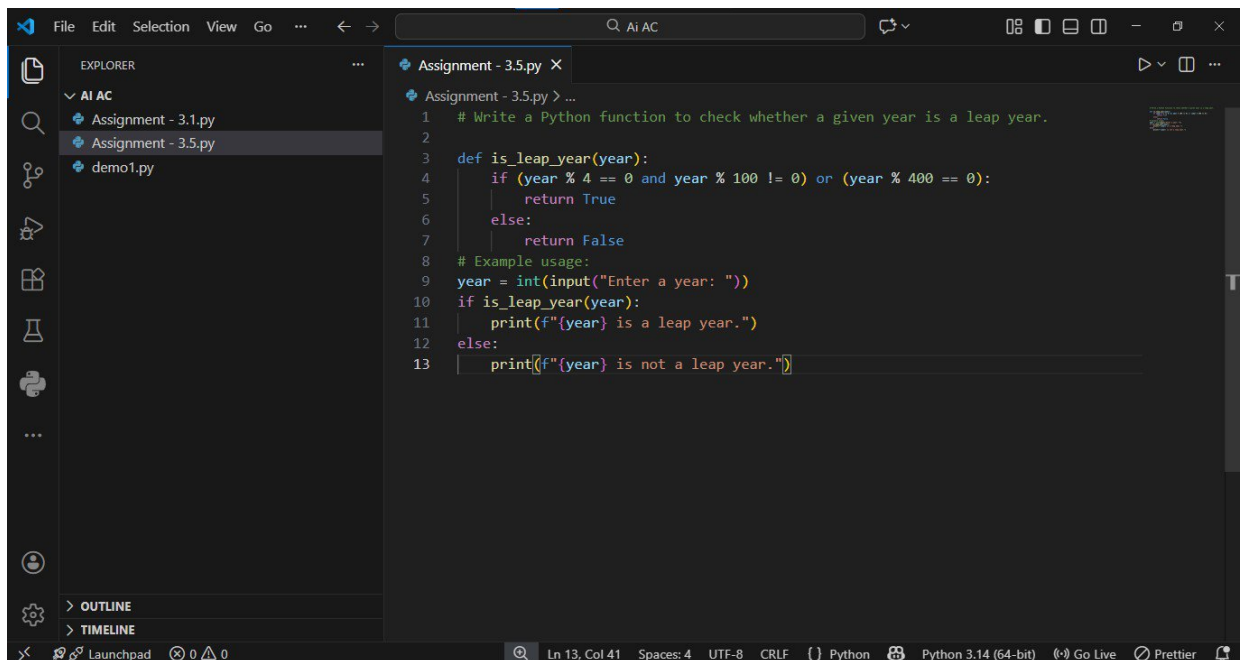 File Edit Selection View Go ... Ai AC
EXPLORER ...
AI AC
Assignment - 3.1.py
Assignment - 3.5.py
demo1.py
OUTLINE
TIMELINE
Assignment - 3.5.py
Assignment - 3.5.py > ...
1 # Write a Python function to check whether a given year is a leap year.
2
3 def is_leap_year(year):
4     if (year % 4 == 0 and year % 100 != 0) or (year % 400 == 0):
5         return True
6     else:
7         return False
8 # Example usage:
9 year = int(input("Enter a year: "))
10 if is_leap_year(year):
11     print(f"{year} is a leap year.")
12 else:
13     print(f"{year} is not a leap year.")
Launchpad 0 0 Ln 13, Col 41 Spaces: 4 UTF-8 CRLF {} Python Python 3.14 (64-bit) Go Live Prettier